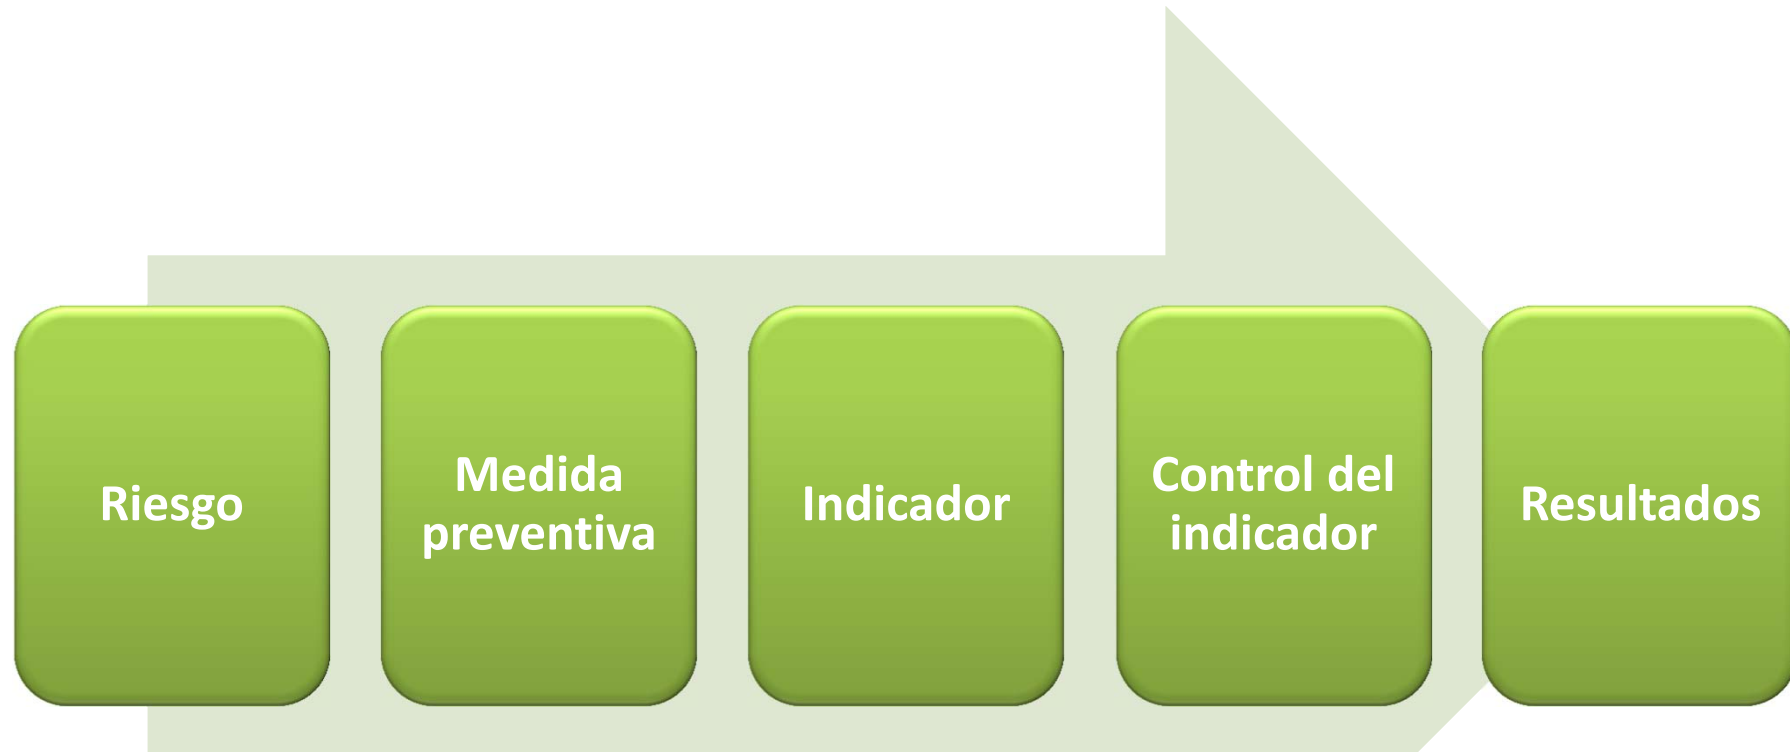 Riesgo
Medida
preventiva
Indicador
Control del
indicador
Resultados